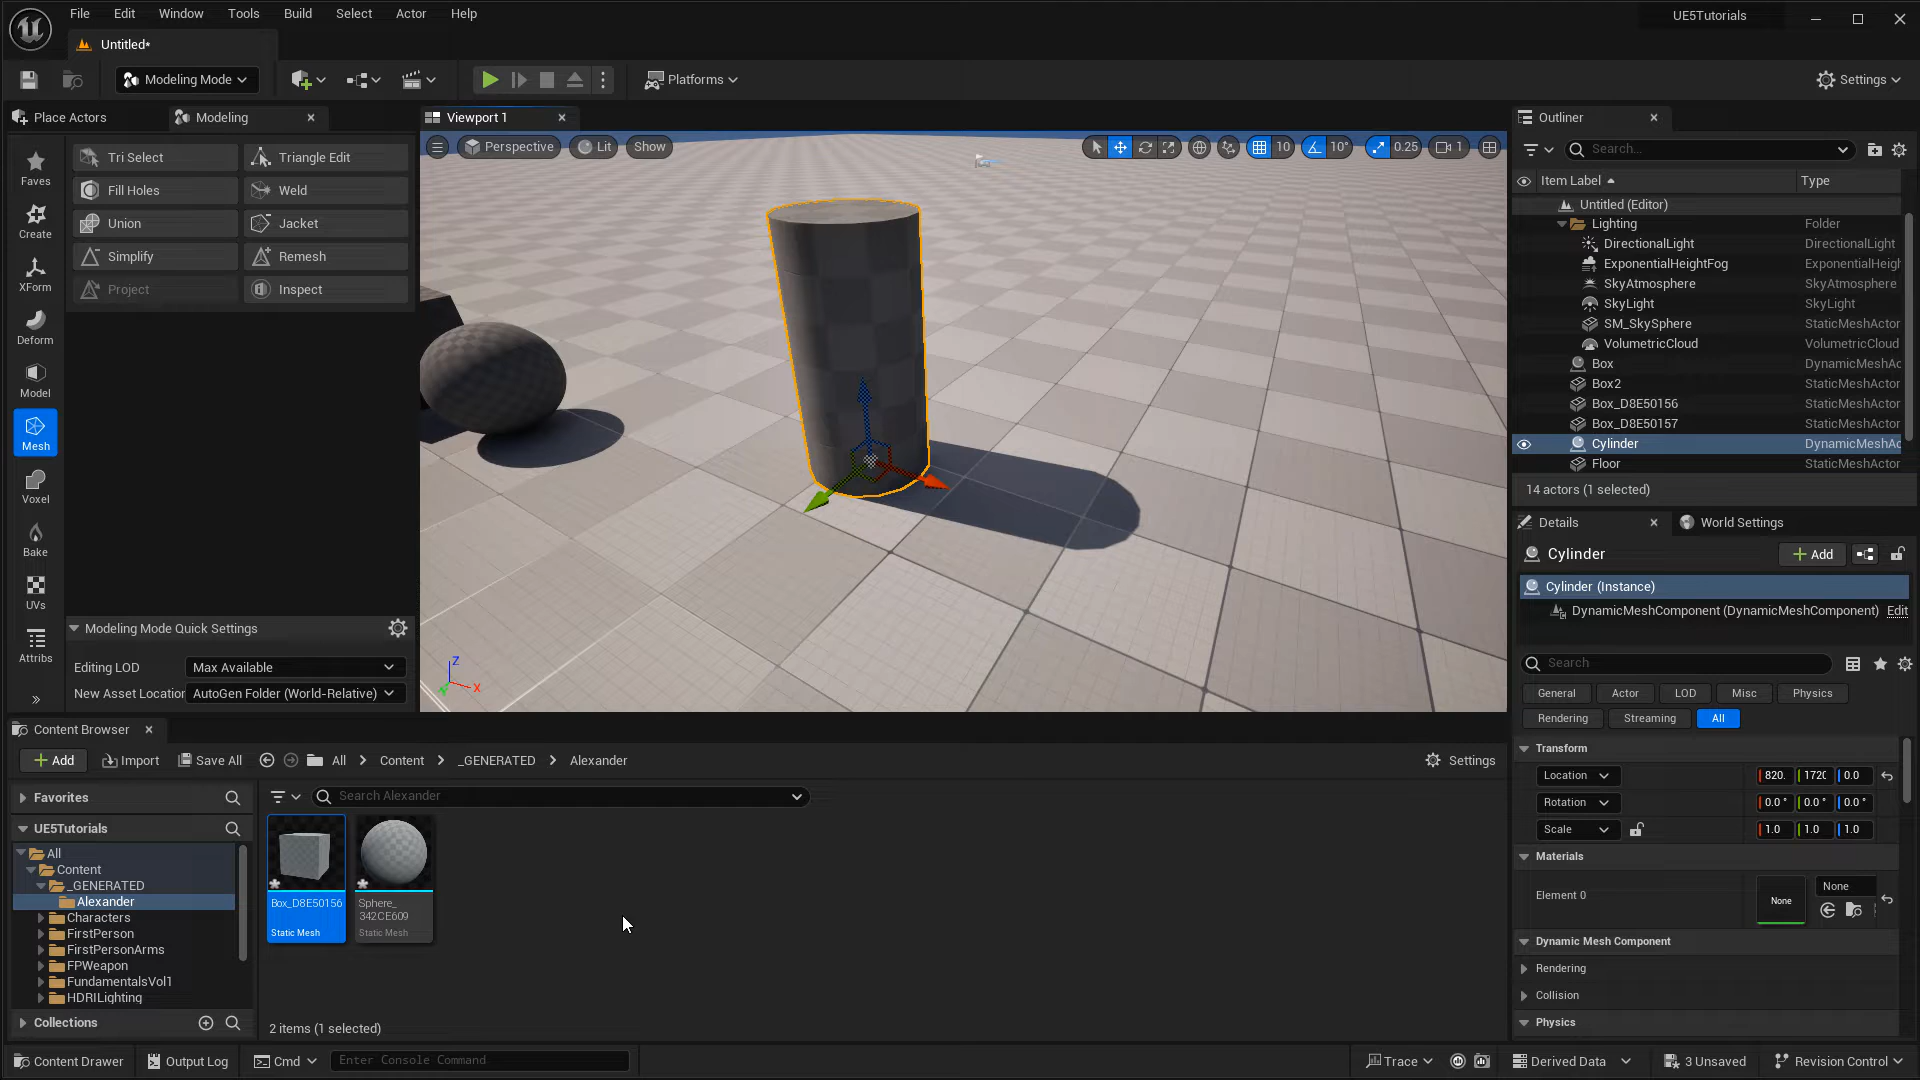 File Edit Window Tools Build Select Actor Help
UE5Tutorials
Untitled*
Modeling Mode
Platforms
Settings
Place Actors
Modeling
Viewport 1
Outliner
Perspective
Lit
Show
10
10°
0.25
1
Tri Select
Triangle Edit
Fill Holes
Weld
Union
Jacket
Simplify
Remesh
Project
Inspect
Faves
Create
XForm
Deform
Model
Mesh
Voxel
Bake
UVs
Attribs
Modeling Mode Quick Settings
Editing LOD
Max Available
New Asset Location
AutoGen Folder (World-Relative)
Z
X
Y
Search...
Item Label
Type
Untitled (Editor)
Lighting Folder
DirectionalLight DirectionalLight
ExponentialHeightFog ExponentialHeigh
SkyAtmosphere SkyAtmosphere
SkyLight SkyLight
SM_SkySphere StaticMeshActor
VolumetricCloud VolumetricCloud
Box DynamicMeshAc
Box2 StaticMeshActor
Box_D8E50156 StaticMeshActor
Box_D8E50157 StaticMeshActor
Cylinder DynamicMeshAc
Floor StaticMeshActor
14 actors (1 selected)
Details
World Settings
Cylinder
Add
Cylinder (Instance)
DynamicMeshComponent (DynamicMeshComponent) Edit
Search
General Actor LOD Misc Physics
Rendering Streaming All
Transform
Location 820. 1720 0.0
Rotation 0.0 ° 0.0 ° 0.0 °
Scale 1.0 1.0 1.0
Materials
Element 0
None
None
Dynamic Mesh Component
Rendering
Collision
Physics
Content Browser
Add
Import
Save All
All
Content
_GENERATED
Alexander
Settings
Favorites
UE5Tutorials
All
Content
_GENERATED
Alexander
Characters
FirstPerson
FirstPersonArms
FPWeapon
FundamentalsVol1
HDRILighting
Collections
Search Alexander
Box_D8E50156
Static Mesh
Sphere_
342CE609
Static Mesh
2 items (1 selected)
Content Drawer
Output Log
Cmd
Enter Console Command
Trace
Derived Data
3 Unsaved
Revision Control